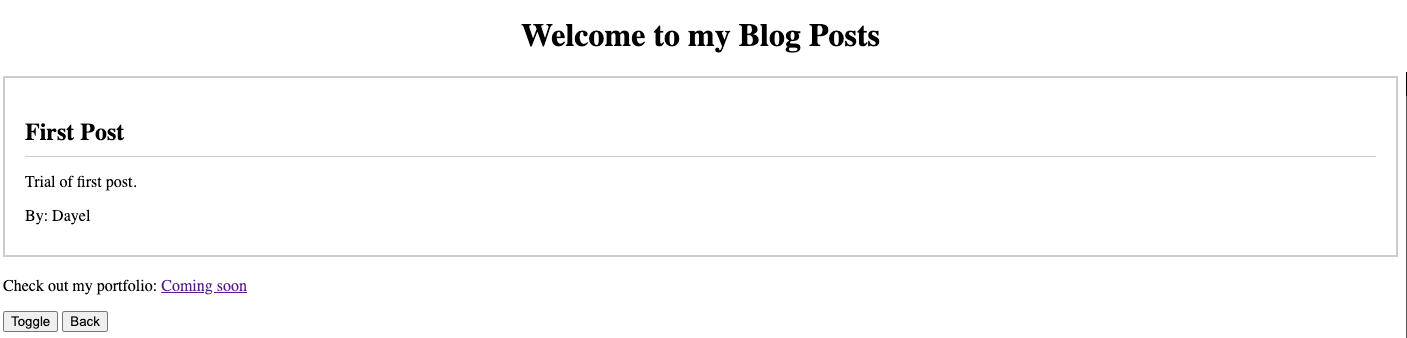 Welcome to my Blog Posts
First Post
Trial of first post.
By: Dayel
Check out my portfolio: Coming soon
Toggle Back